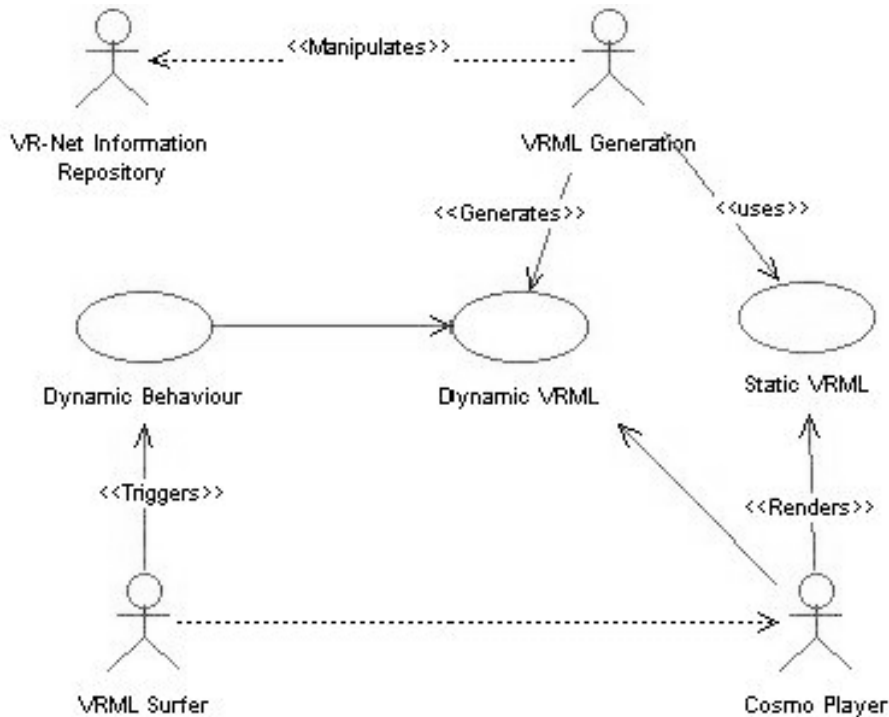 <<Manipulates>>
VR-Net Information
Repository
VRML Generation
<<Generates>>
<<uses>>
Dynamic Behaviour
Dynamic VRML
Static VRML
<<Triggers>>
<<Renders>>
VRML Surfer
Cosmo Player